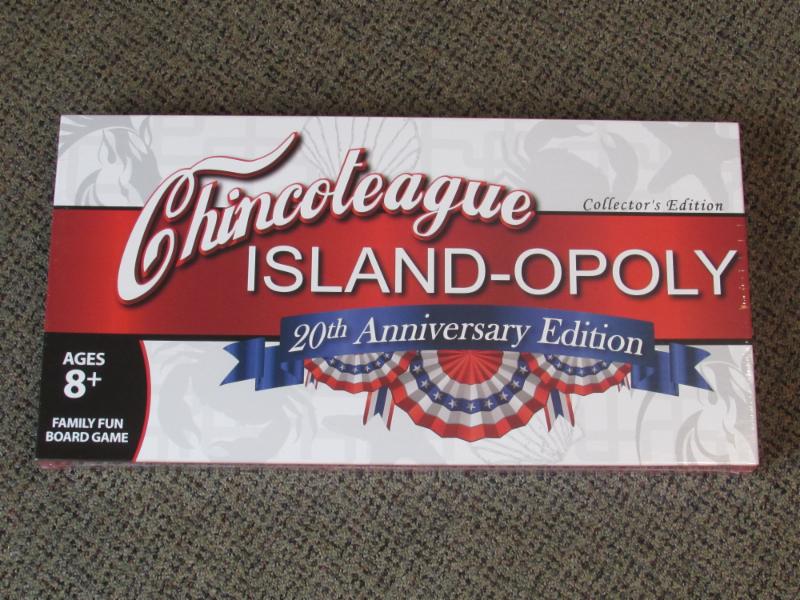 Chincoteague
Collector's Edition
ISLAND-OPOLY
20th Anniversary Edition
AGES
8+
FAMILY FUN
BOARD GAME